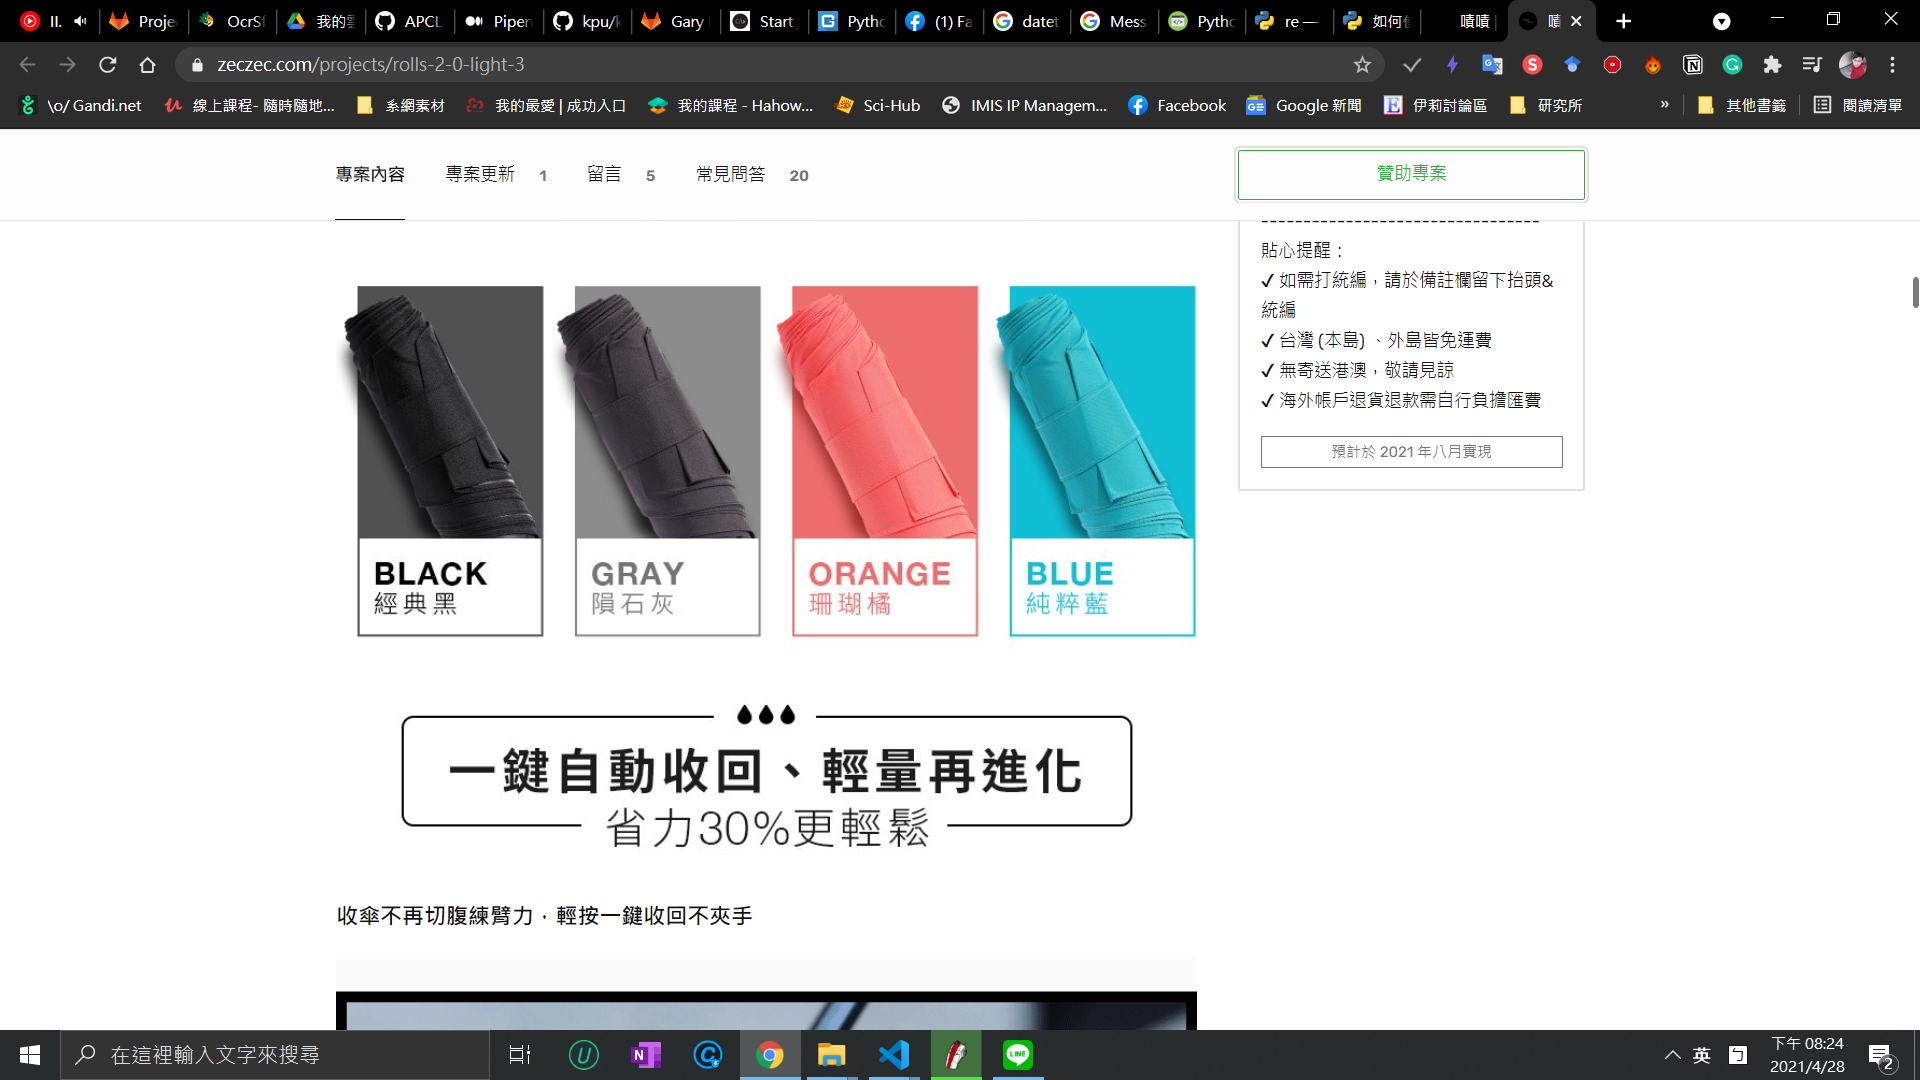 II.
Projec
OcrSf
我的雲
APCL
Pipen
kpu/k
Gary
Start
Pytho
(1) Fa
datet
Mess
Pytho
re —
如何使
嘖嘖 |
嘖
zeczec.com/projects/rolls-2-0-light-3
\o/ Gandi.net
線上課程- 隨時隨地...
系網素材
我的最愛 | 成功入口
我的課程 - Hahow...
Sci-Hub
IMIS IP Managem...
Facebook
Google 新聞
伊莉討論區
研究所
»
其他書籤
閱讀清單
專案內容
專案更新 1
留言 5
常見問答 20
贊助專案
貼心提醒：
✔ 如需打統編，請於備註欄留下抬頭&
統編
✔ 台灣 (本島) 、外島皆免運費
✔ 無寄送港澳，敬請見諒
✔ 海外帳戶退貨退款需自行負擔匯費
預計於 2021 年八月實現
BLACK
經典黑
GRAY
隕石灰
ORANGE
珊瑚橘
BLUE
純粹藍
一鍵自動收回、輕量再進化
省力30%更輕鬆
收傘不再切腹練臂力，輕按一鍵收回不夾手
在這裡輸入文字來搜尋
英
下午 08:24
2021/4/28
2